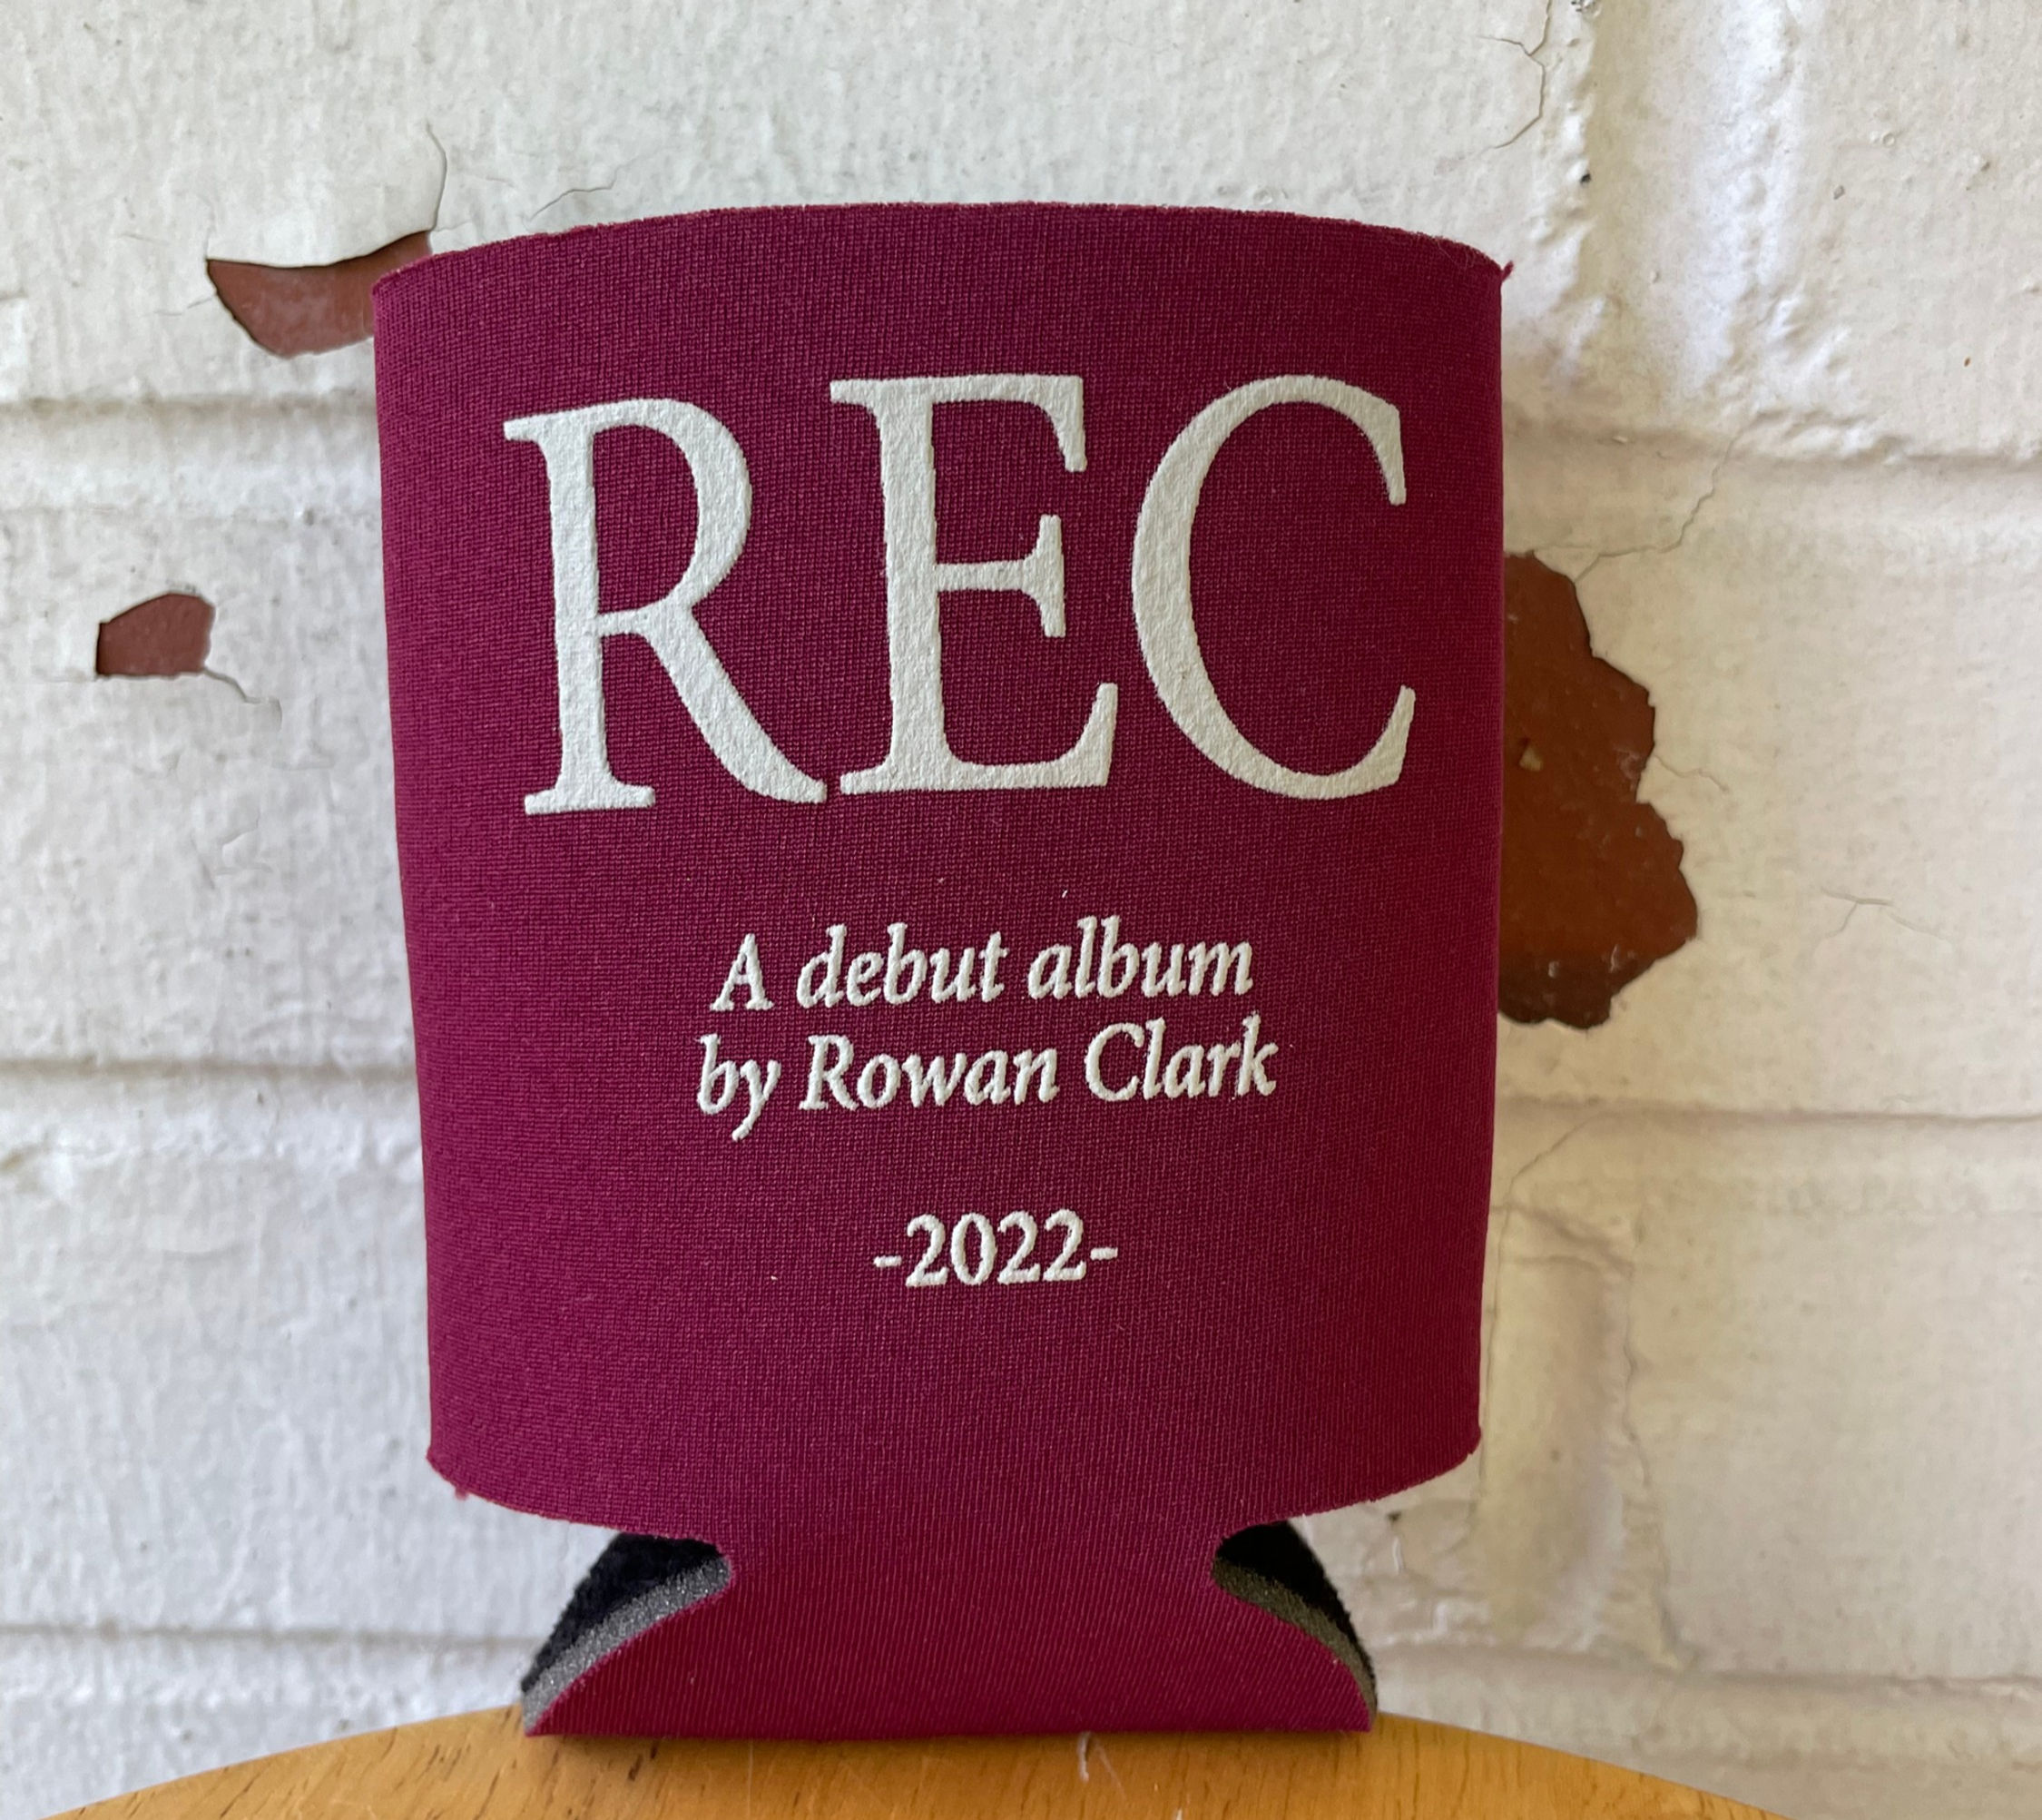 REC
A debut album
by Rowan Clark
-2022-